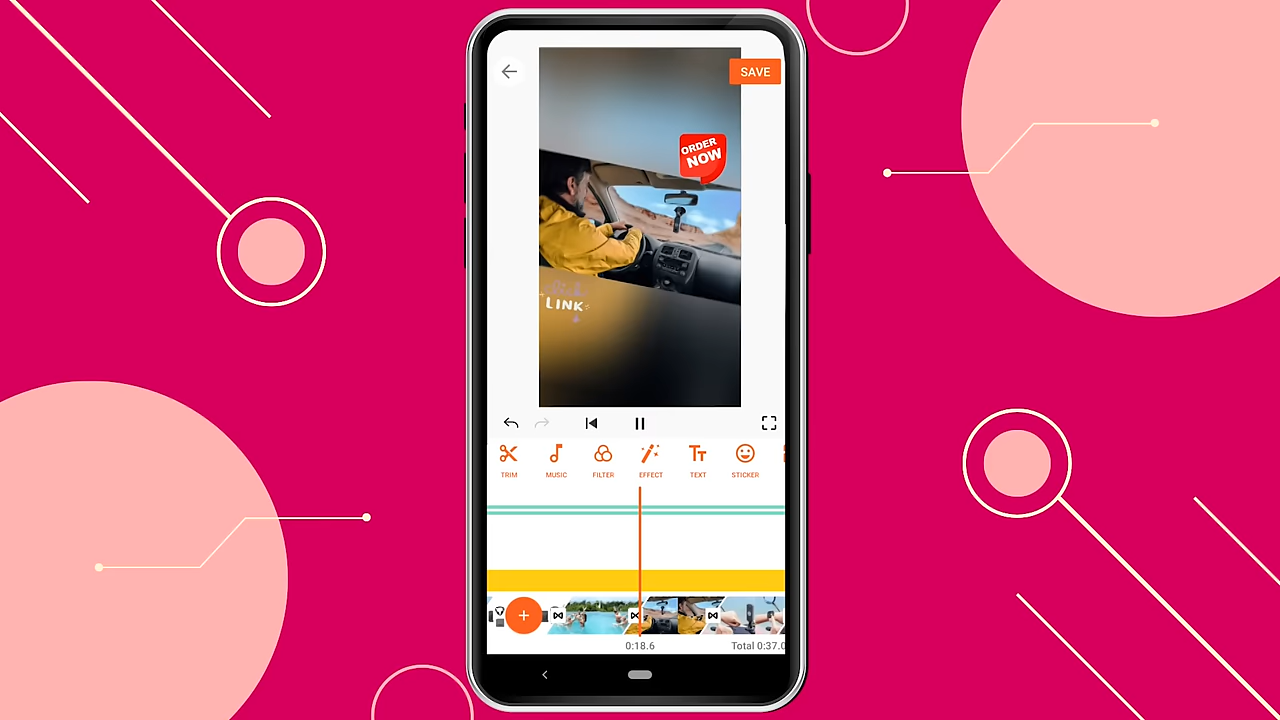 SAVE
ORDER
NOW
LINK
TRIM
MUSIC
FILTER
EFFECT
TEXT
STICKER
0:18.6
Total 0:37.0